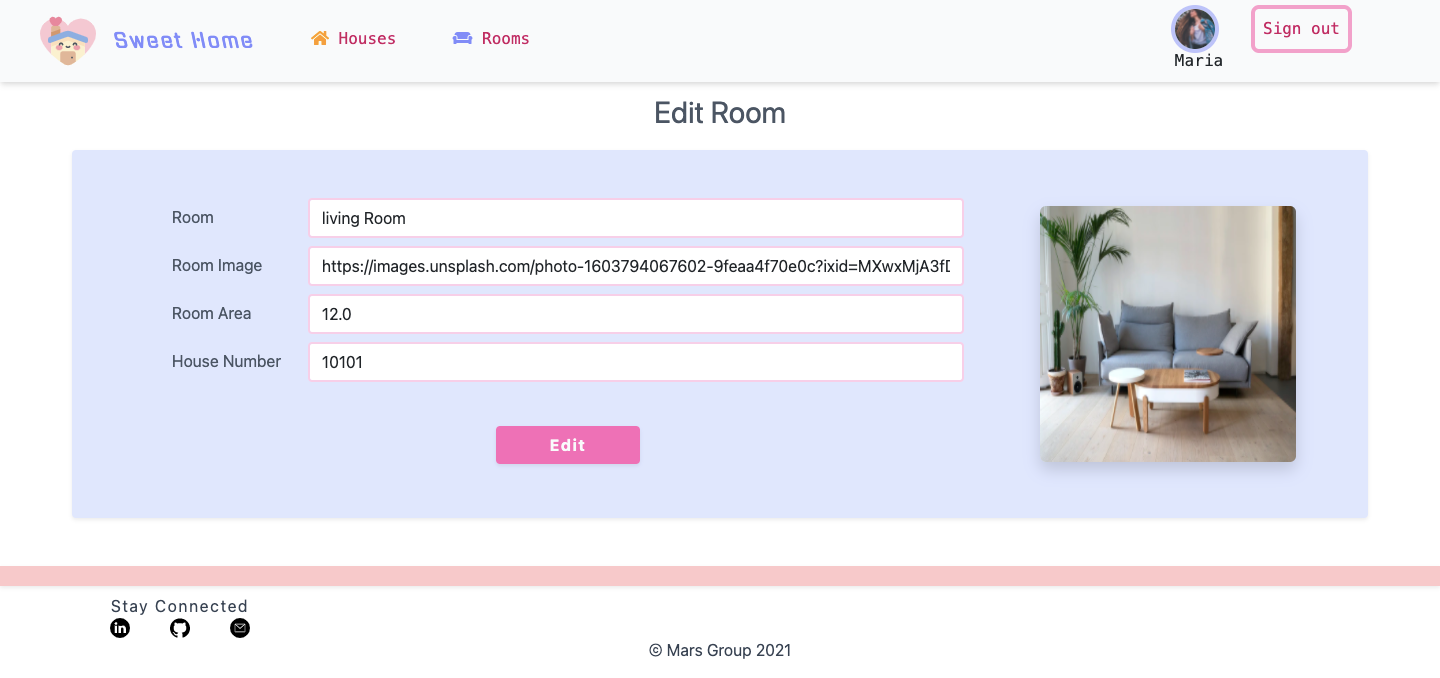 Sweet Home
Houses
Rooms
Maria
Sign out
Edit Room
Room
living Room
Room Image
https://images.unsplash.com/photo-1603794067602-9feaa4f70e0c?ixid=MXwxMjA3fD
Room Area
12.0
House Number
10101
Edit
Stay Connected
in
© Mars Group 2021